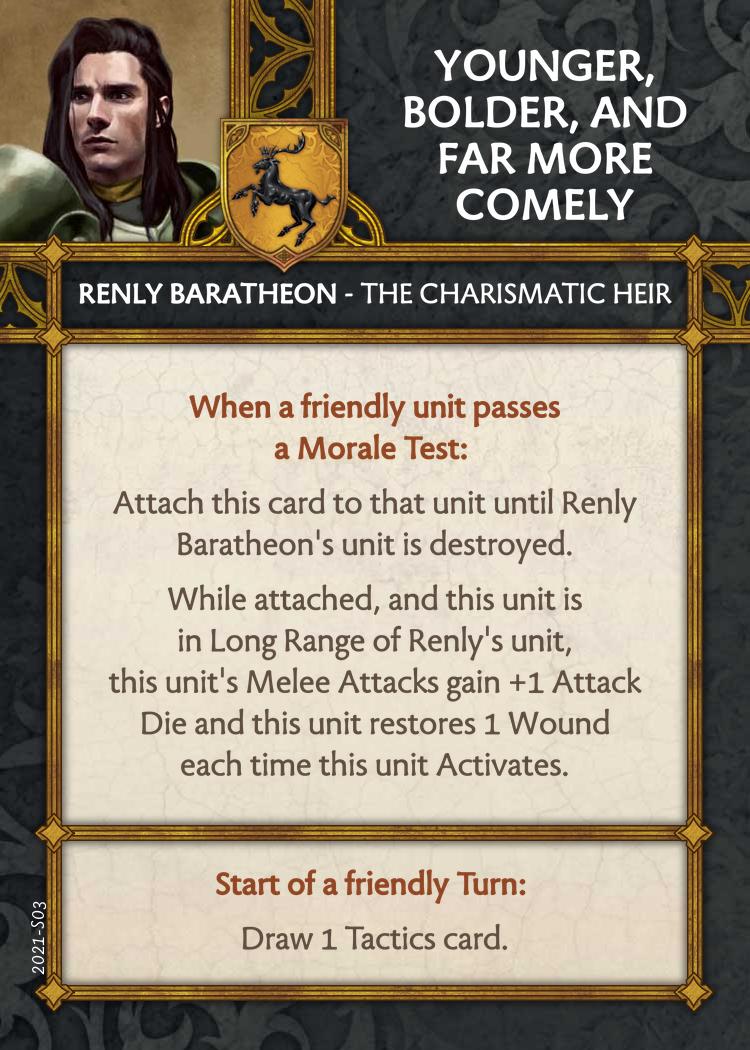 YOUNGER,
BOLDER, AND
FAR MORE
COMELY
RENLY BARATHEON - THE CHARISMATIC HEIR
When a friendly unit passes
a Morale Test:
Attach this card to that unit until Renly
Baratheon's unit is destroyed.
While attached, and this unit is
in Long Range of Renly's unit,
this unit's Melee Attacks gain +1 Attack
Die and this unit restores 1 Wound
each time this unit Activates.
Start of a friendly Turn:
Draw 1 Tactics card.
2021-S03